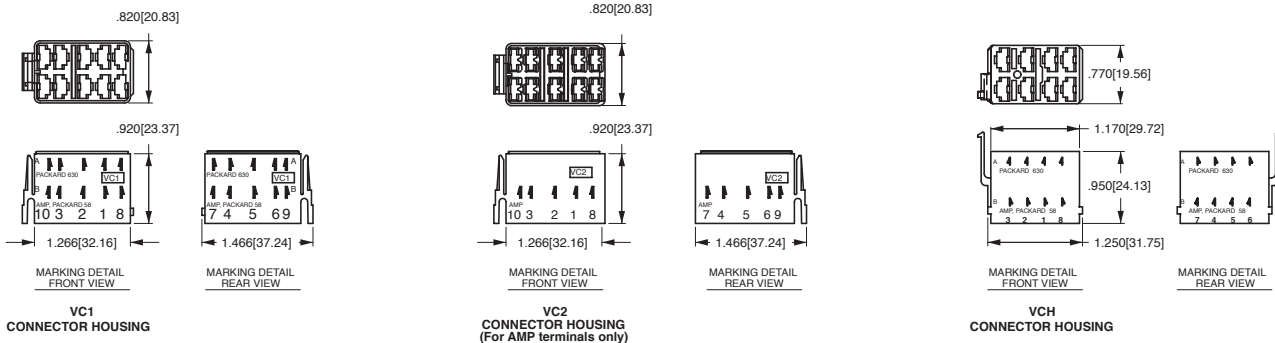 .820[20.83]
.920[23.37]
A
PACKARD 630
VC1
B
AMP, PACKARD 58
10 3 2 1 8
1.266[32.16]
MARKING DETAIL
FRONT VIEW
A
PACKARD 630
VC1
B
AMP, PACKARD 58
7 4 5 6 9
1.466[37.24]
MARKING DETAIL
REAR VIEW
VC1
CONNECTOR HOUSING
.820[20.83]
.920[23.37]
VC2
AMP
10 3 2 1 8
1.266[32.16]
MARKING DETAIL
FRONT VIEW
VC2
AMP
7 4 5 6 9
1.466[37.24]
MARKING DETAIL
REAR VIEW
VC2
CONNECTOR HOUSING
(For AMP terminals only)
.770[19.56]
1.170[29.72]
A
PACKARD 630
.950[24.13]
B
AMP, PACKARD 58
3 2 1 8
1.250[31.75]
MARKING DETAIL
FRONT VIEW
A
PACKARD 630
B
AMP, PACKARD 58
7 4 5 6
MARKING DETAIL
REAR VIEW
VCH
CONNECTOR HOUSING